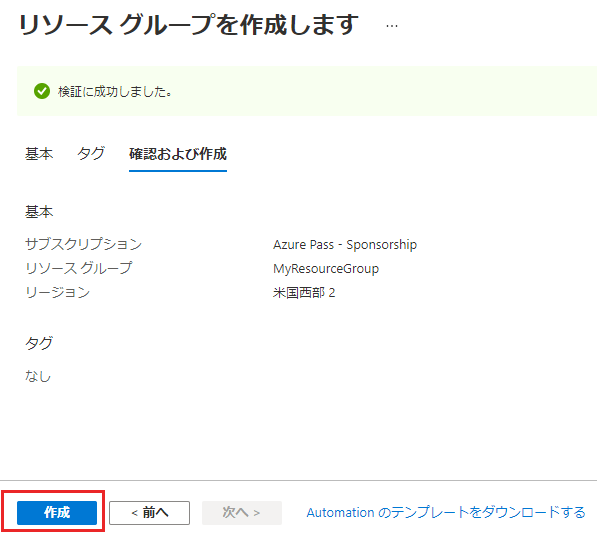 リソース グループを作成します ...
検証に成功しました。
基本 タグ 確認および作成
基本
サブスクリプション Azure Pass - Sponsorship
リソース グループ MyResourceGroup
リージョン 米国西部 2
タグ
なし
作成 < 前へ 次へ > Automation のテンプレートをダウンロードする